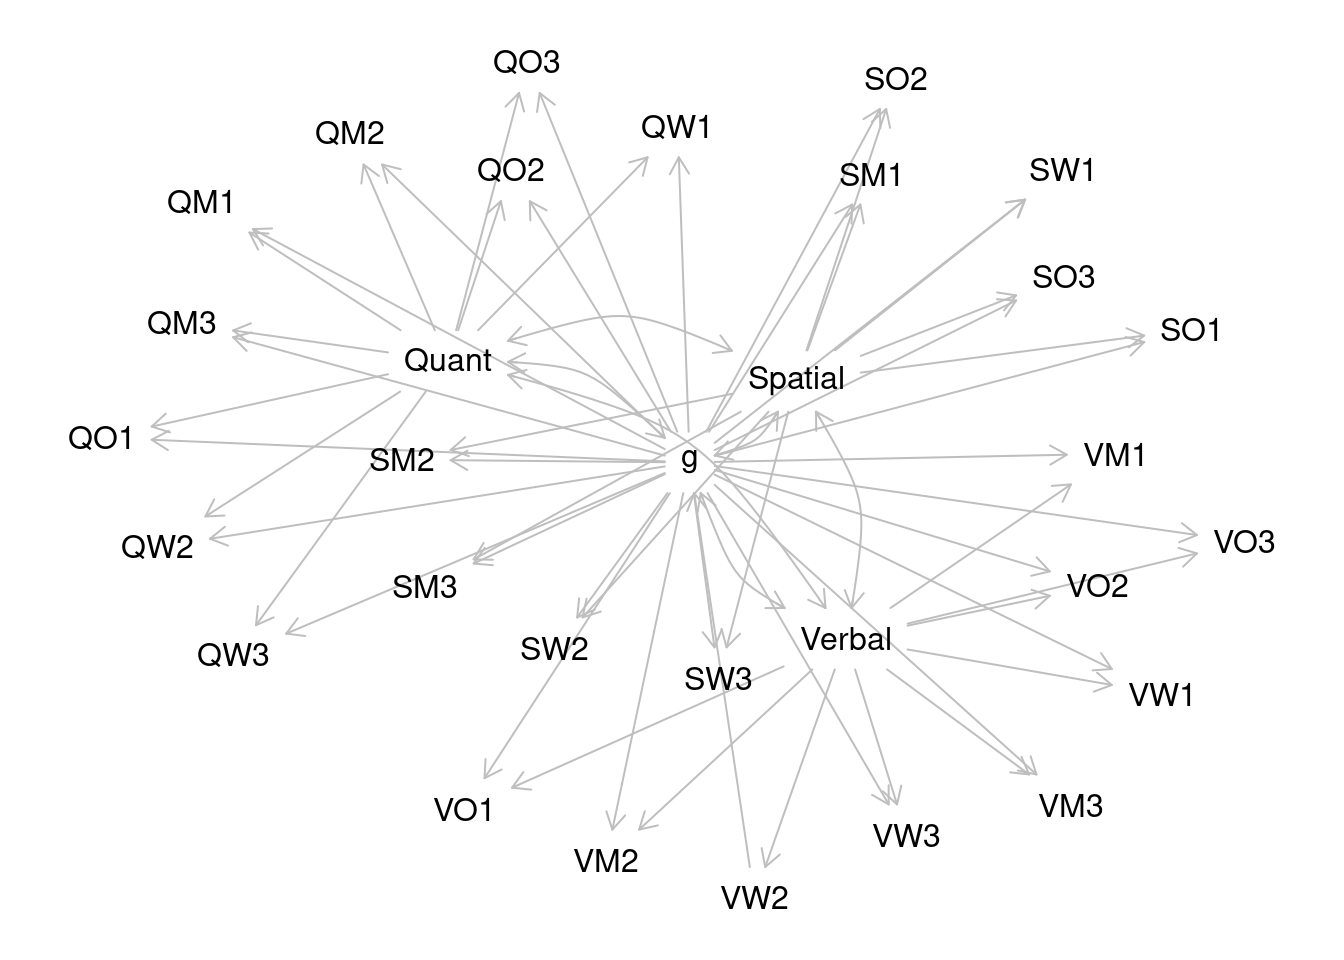 QO3
SO2
QW1
QM2
QO2
SM1
SW1
QM1
SO3
QM3
SO1
Quant
Spatial
QO1
SM2
g
VM1
QW2
VO3
SM3
VO2
Verbal
SW2
QW3
SW3
VW1
VO1
VM3
VW3
VM2
VW2